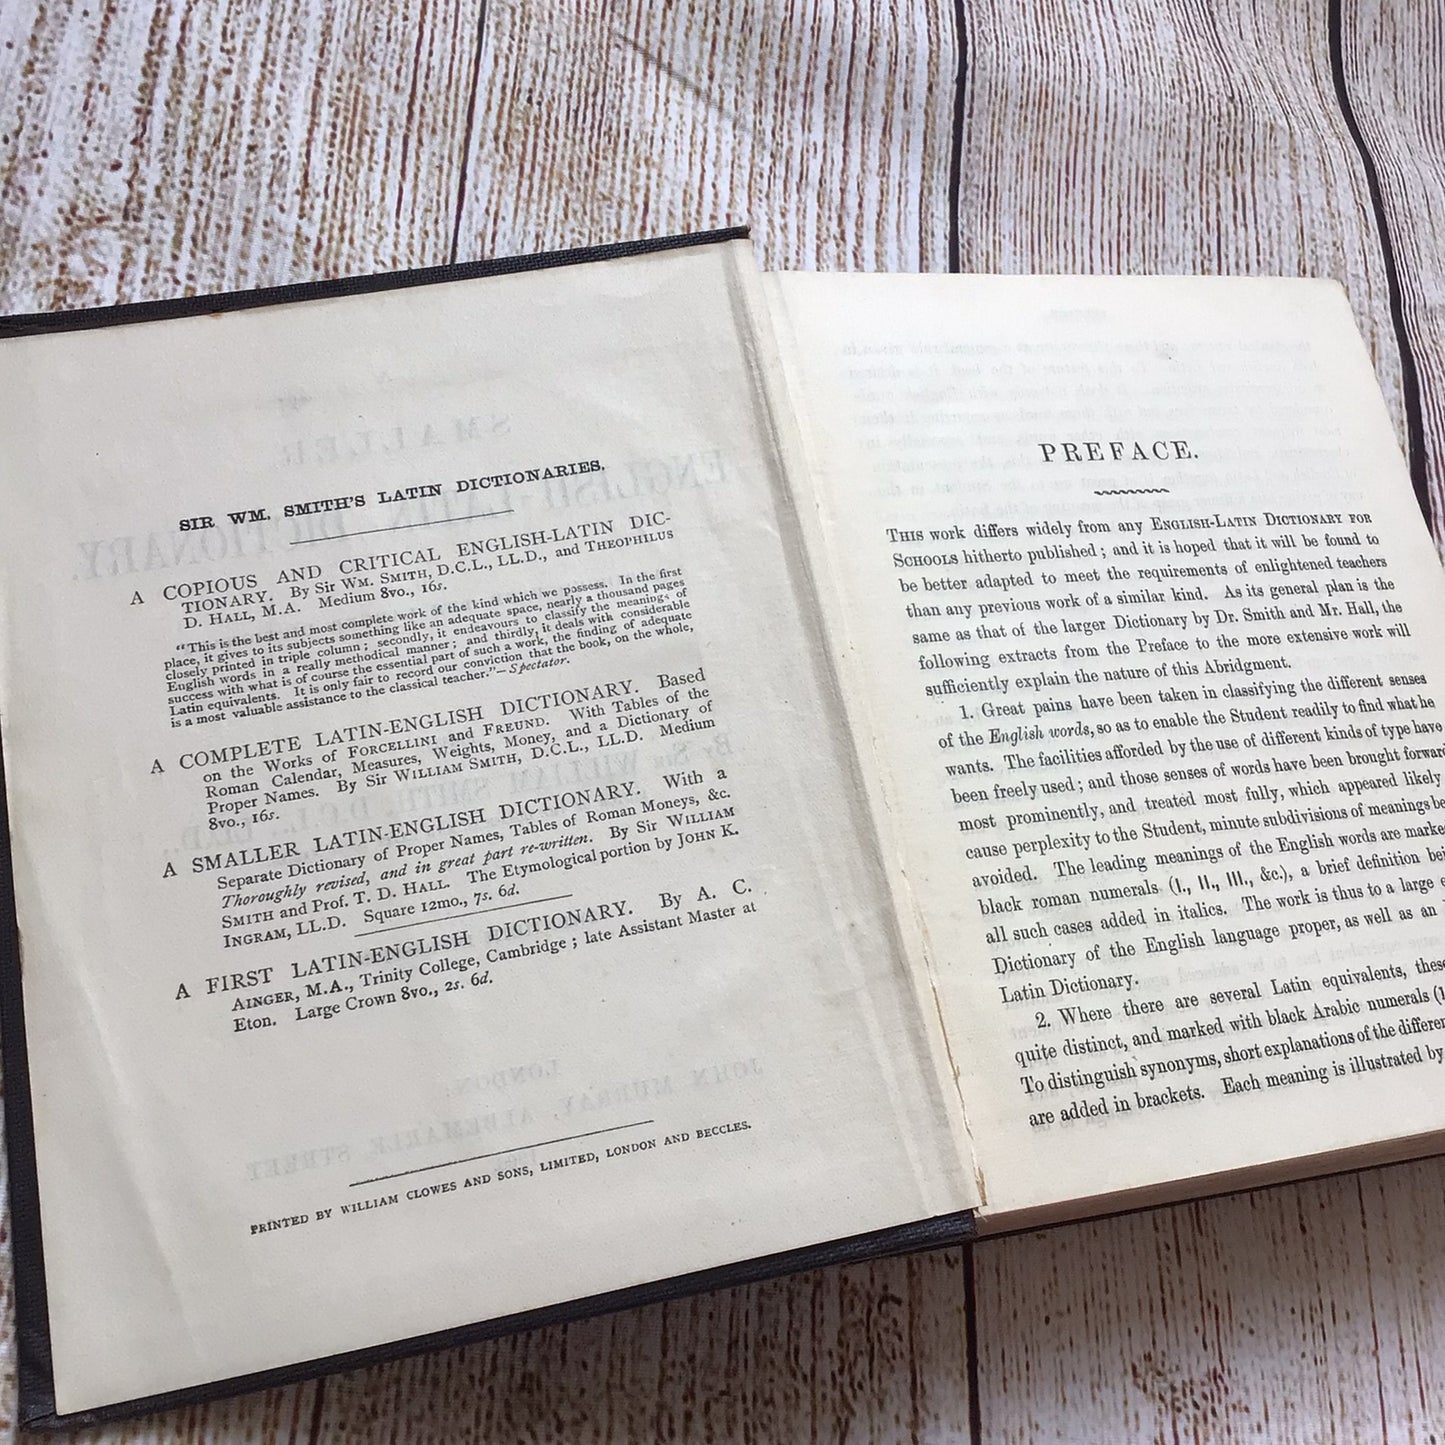 SIR WM. SMITH'S LATIN DICTIONARIES.
A COPIOUS AND CRITICAL ENGLISH-LATIN DIC-
TIONARY. By Sir WM. SMITH, D.C.L., LL.D., and THEOPHILUS
D. HALL, M.A. Medium 8vo., 16s.
"This is the best and most complete work of the kind which we possess. In the first
place, it gives to its subjects something like an adequate space, nearly a thousand pages
closely printed in triple column; secondly, it endeavours to classify the meanings of
English words in a really methodical manner; and thirdly, it deals with considerable
success with what is of course the essential part of such a work, the finding of adequate
Latin equivalents. It is only fair to record our conviction that the book, on the whole,
is a most valuable assistance to the classical teacher."—Spectator.
A COMPLETE LATIN-ENGLISH DICTIONARY. Based
on the Works of FORCELLINI and FREUND. With Tables of the
Roman Calendar, Measures, Weights, Money, and a Dictionary of
Proper Names. By Sir WILLIAM SMITH, D.C.L., LL.D. Medium
8vo., 16s.
A SMALLER LATIN-ENGLISH DICTIONARY. With a
Separate Dictionary of Proper Names, Tables of Roman Moneys, &c.
Thoroughly revised, and in great part re-written. By Sir WILLIAM
SMITH and Prof. T. D. HALL. The Etymological portion by JOHN K.
INGRAM, LL.D. Square 12mo., 7s. 6d.
A FIRST LATIN-ENGLISH DICTIONARY. By A. C.
AINGER, M.A., Trinity College, Cambridge; late Assistant Master at
Eton. Large Crown 8vo., 2s. 6d.
PRINTED BY WILLIAM CLOWES AND SONS, LIMITED, LONDON AND BECCLES.
PREFACE.
THIS work differs widely from any ENGLISH-LATIN DICTIONARY FOR
SCHOOLS hitherto published; and it is hoped that it will be found to
be better adapted to meet the requirements of enlightened teachers
than any previous work of a similar kind. As its general plan is the
same as that of the larger Dictionary by Dr. Smith and Mr. Hall, the
following extracts from the Preface to the more extensive work will
sufficiently explain the nature of this Abridgment.
1. Great pains have been taken in classifying the different senses
of the English words, so as to enable the Student readily to find what he
wants. The facilities afforded by the use of different kinds of type have
been freely used; and those senses of words have been brought forward
most prominently, and treated most fully, which appeared likely
cause perplexity to the Student, minute subdivisions of meanings be
avoided. The leading meanings of the English words are marke
black roman numerals (I., II., III., &c.), a brief definition bei
all such cases added in italics. The work is thus to a large e
Dictionary of the English language proper, as well as an
Latin Dictionary.
2. Where there are several Latin equivalents, these
quite distinct, and marked with black Arabic numerals (1
To distinguish synonyms, short explanations of the differen
are added in brackets. Each meaning is illustrated by